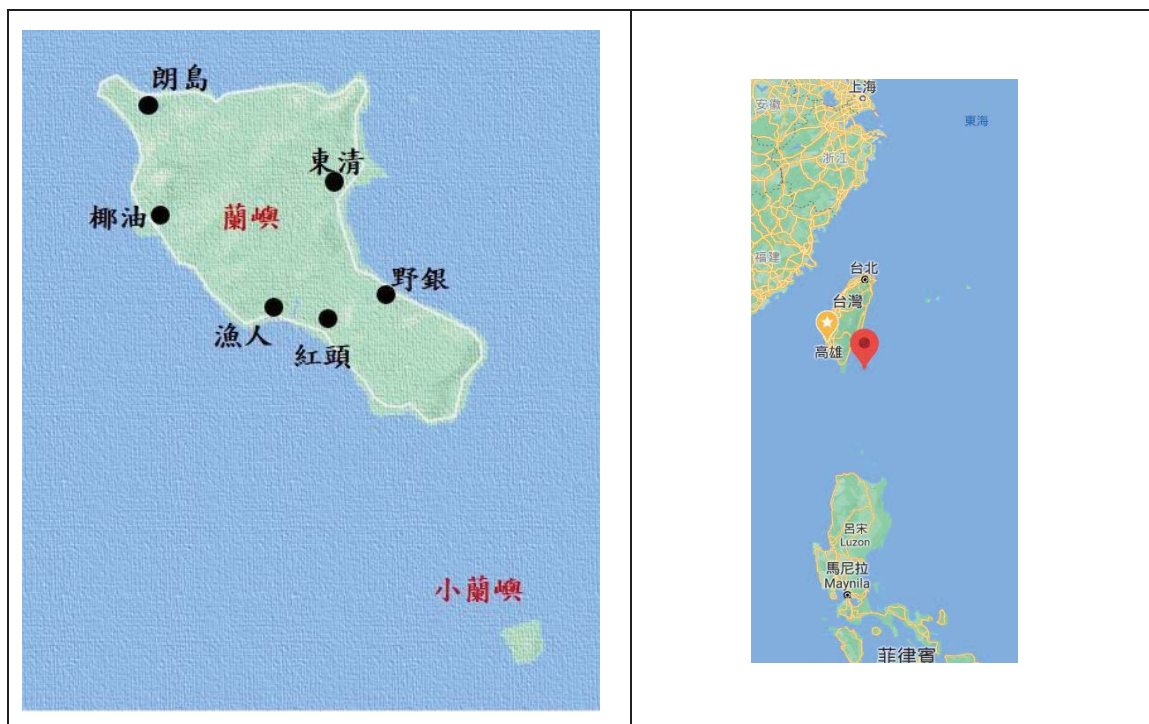 朗島
東清
椰油
蘭嶼
野銀
漁人
紅頭
小蘭嶼
上海
安徽
東海
浙江
福建
台北
台灣
高雄
呂宋
Luzon
馬尼拉
Maynila
菲律賓